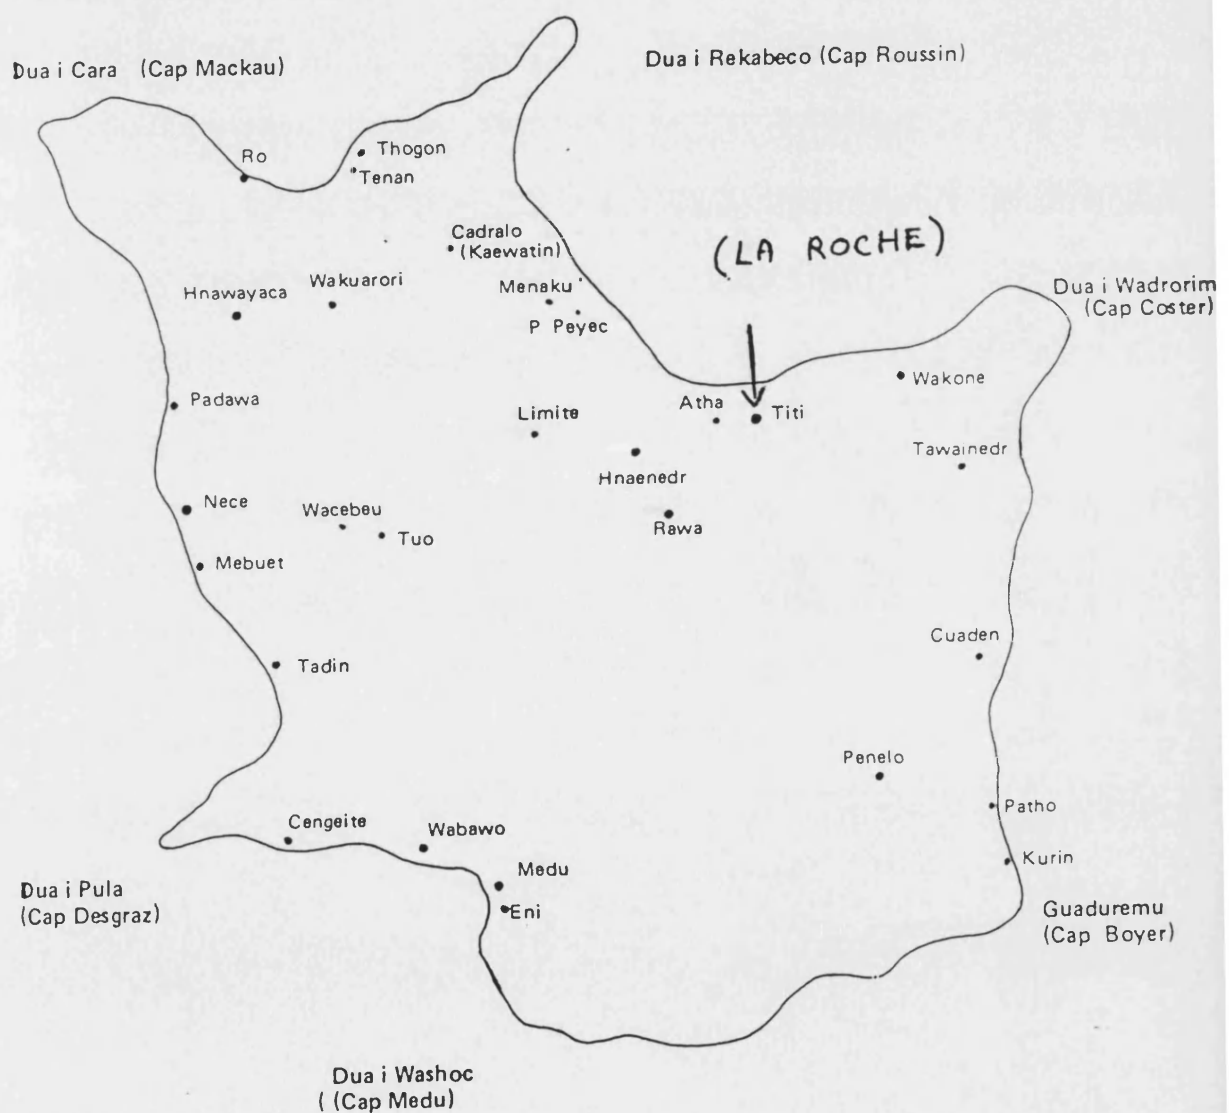 Dua i Rekabeco (Cap Roussin)
Dua i Cara (Cap Mackau)
Ro
Thogon
Tenan
Cadralo
(Kaewatin)
(LA ROCHE)
Dua i Wadrorim
(Cap Coster)
Hnawayaca
Wakuarori
Menaku
P Peyec
Wakone
Padawa
Limite
Atha
Titi
Tawainedr
Hnaenedr
Nece
Wacebeu
Tuo
Rawa
Mebuet
Cuaden
Tadin
Penelo
Patho
Cengeite
Wabawo
Kurin
Medu
Eni
Dua i Pula
(Cap Desgraz)
Guaduremu
(Cap Boyer)
Dua i Washoc
( (Cap Medu)